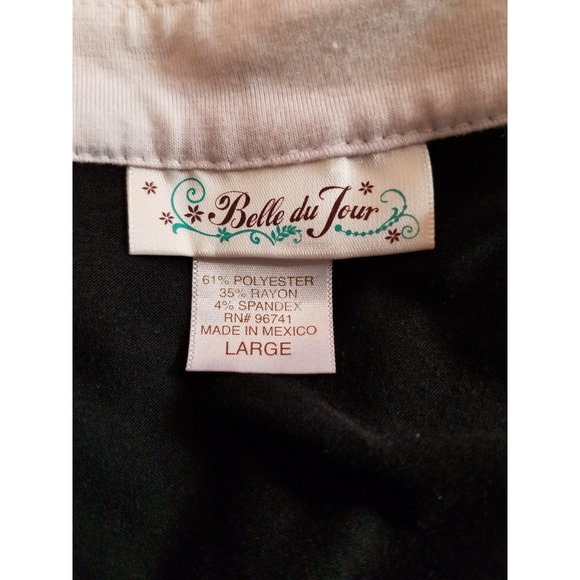 Belle du Jour
61% POLYESTER
35% RAYON
4% SPANDEX
RN# 96741
MADE IN MEXICO
LARGE